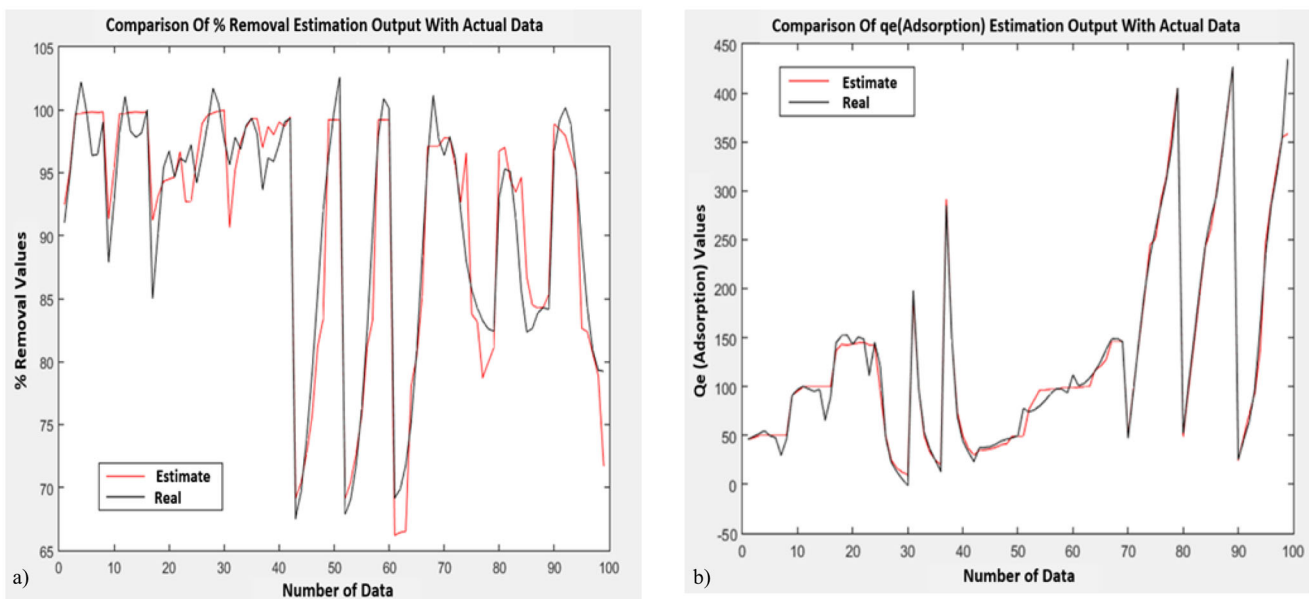 Comparison Of % Removal Estimation Output With Actual Data
105
100
95
90
85
80
75
70
65
% Removal Values
Estimate
Real
0 10 20 30 40 50 60 70 80 90 100
Number of Data
a)
Comparison Of qe(Adsorption) Estimation Output With Actual Data
450
400
350
300
250
200
150
100
50
0
-50
Qe (Adsorption) Values
Estimate
Real
0 10 20 30 40 50 60 70 80 90 100
Number of Data
b)